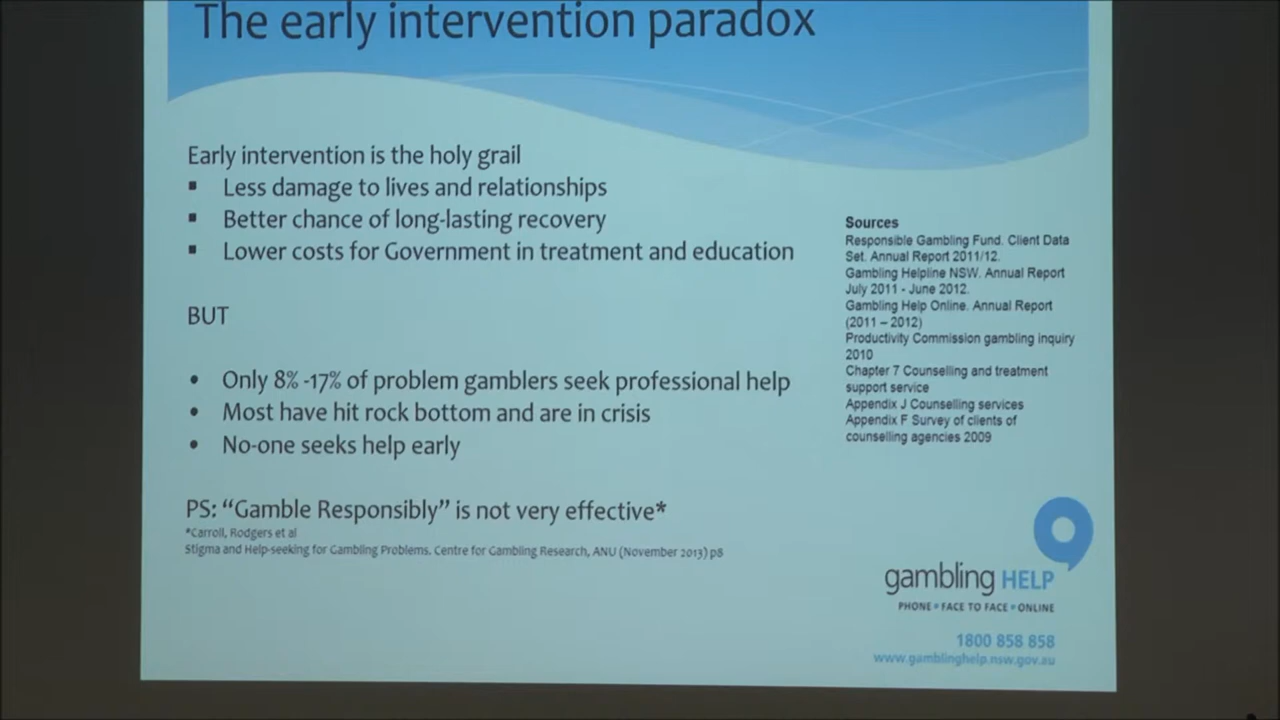 The early intervention paradox
Early intervention is the holy grail
▪ Less damage to lives and relationships
▪ Better chance of long-lasting recovery
▪ Lower costs for Government in treatment and education
BUT
• Only 8% -17% of problem gamblers seek professional help
• Most have hit rock bottom and are in crisis
• No-one seeks help early
PS: “Gamble Responsibly” is not very effective*
*Carroll, Rodgers et al
Stigma and Help-seeking for Gambling Problems. Centre for Gambling Research, ANU (November 2013) p8
Sources
Responsible Gambling Fund. Client Data
Set. Annual Report 2011/12.
Gambling Helpline NSW. Annual Report
July 2011 - June 2012.
Gambling Help Online. Annual Report
(2011 – 2012)
Productivity Commission gambling inquiry
2010
Chapter 7 Counselling and treatment
support service
Appendix J Counselling services
Appendix F Survey of clients of
counselling agencies 2009
gambling HELP
PHONE • FACE TO FACE • ONLINE
1800 858 858
www.gamblinghelp.nsw.gov.au